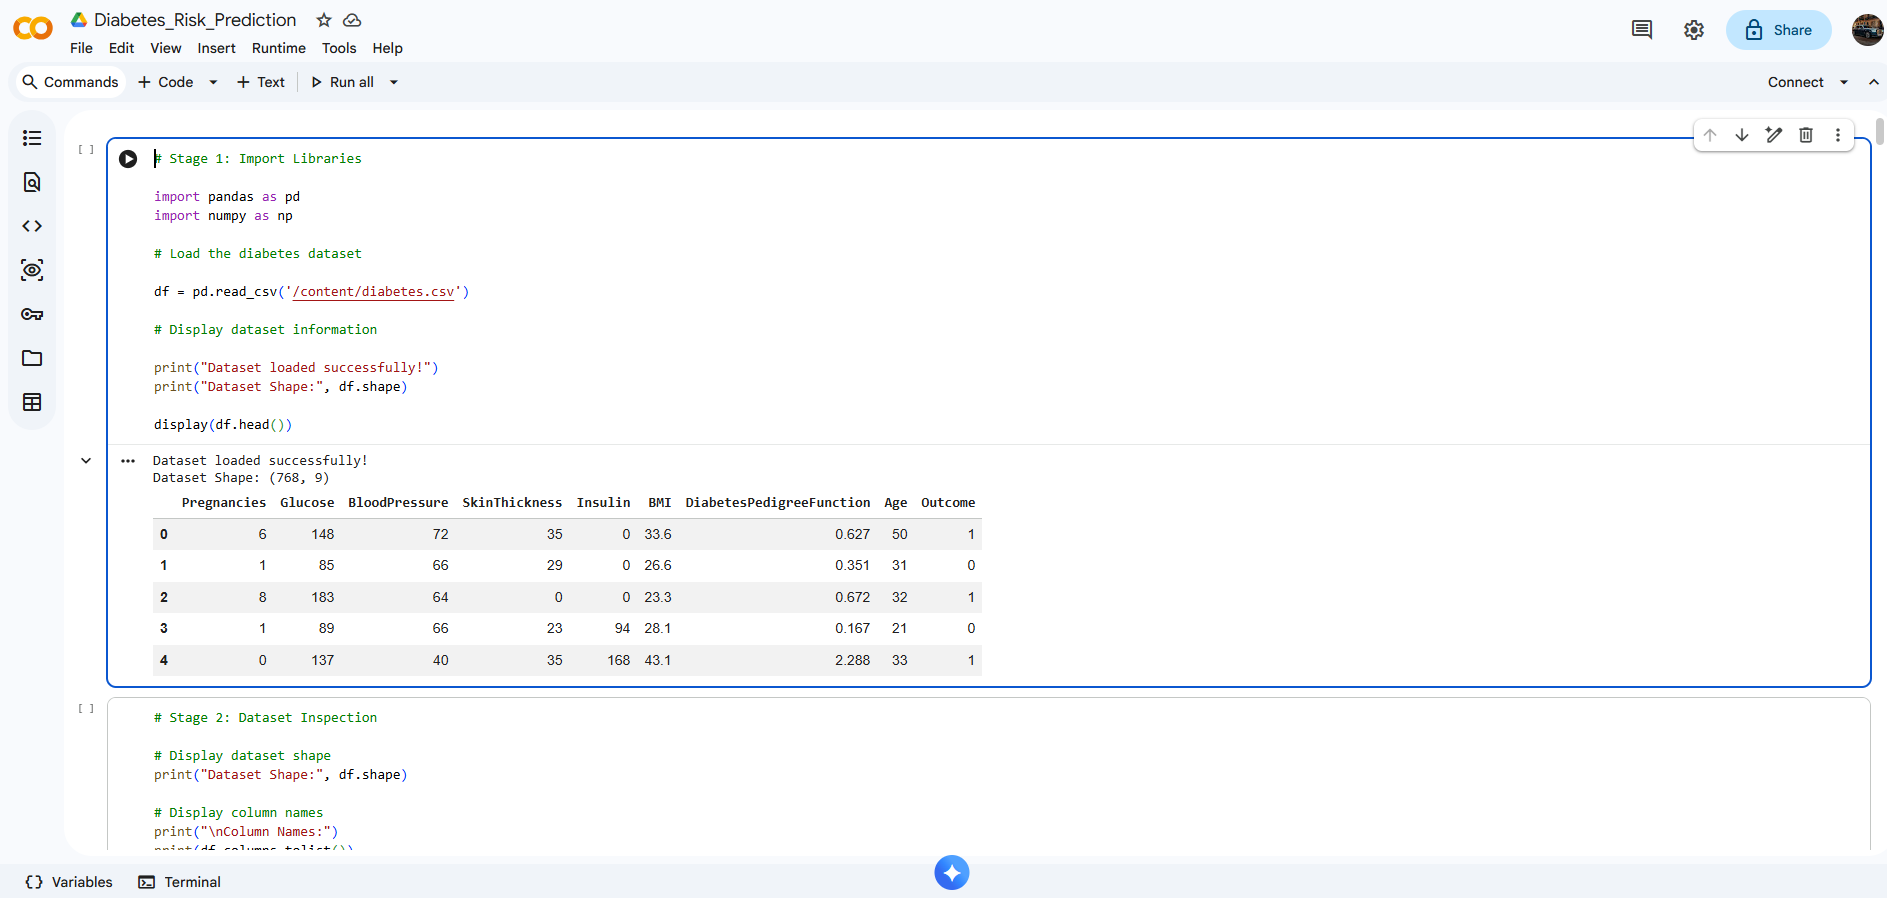 Diabetes_Risk_Prediction
File Edit View Insert Runtime Tools Help
Share
Commands + Code + Text Run all
Connect
[ ]
# Stage 1: Import Libraries
import pandas as pd
import numpy as np
# Load the diabetes dataset
df = pd.read_csv('/content/diabetes.csv')
# Display dataset information
print("Dataset loaded successfully!")
print("Dataset Shape:", df.shape)
display(df.head())
Dataset loaded successfully!
Dataset Shape: (768, 9)
Pregnancies Glucose BloodPressure SkinThickness Insulin BMI DiabetesPedigreeFunction Age Outcome
0 6 148 72 35 0 33.6 0.627 50 1
1 1 85 66 29 0 26.6 0.351 31 0
2 8 183 64 0 0 23.3 0.672 32 1
3 1 89 66 23 94 28.1 0.167 21 0
4 0 137 40 35 168 43.1 2.288 33 1
[ ]
# Stage 2: Dataset Inspection
# Display dataset shape
print("Dataset Shape:", df.shape)
# Display column names
print("\nColumn Names:")
print(df.columns.tolist())
Variables Terminal